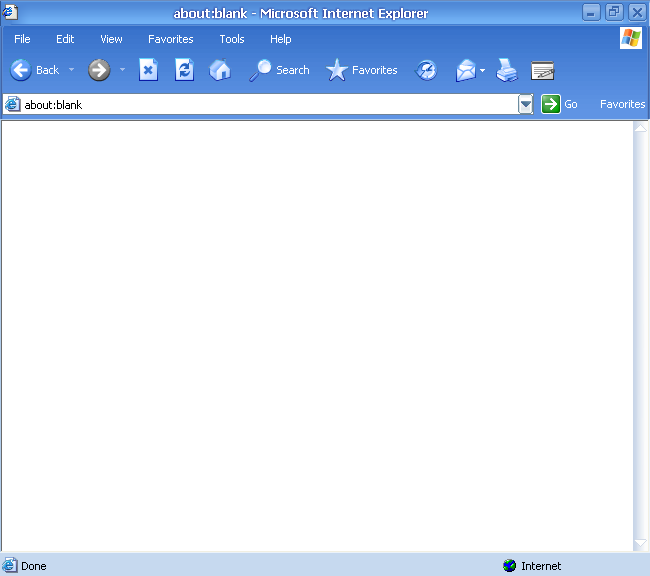 about:blank - Microsoft Internet Explorer
File Edit View Favorites Tools Help
Back Search Favorites
about:blank Go Favorites
Done Internet